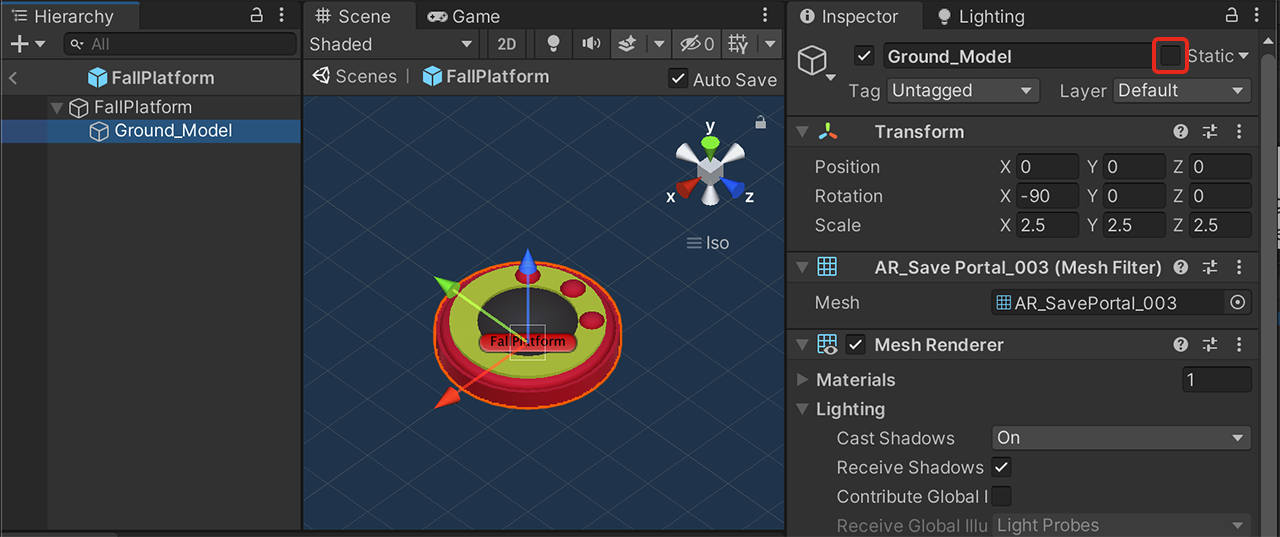 Hierarchy
All
FallPlatform
FallPlatform
Ground_Model
Scene Game
Shaded 2D 0
Scenes FallPlatform Auto Save
y
x z
Iso
FallPlatform
Inspector Lighting
Ground_Model Static
Tag Untagged Layer Default
Transform
Position X 0 Y 0 Z 0
Rotation X -90 Y 0 Z 0
Scale X 2.5 Y 2.5 Z 2.5
AR_Save Portal_003 (Mesh Filter)
Mesh AR_SavePortal_003
Mesh Renderer
Materials 1
Lighting
Cast Shadows On
Receive Shadows
Contribute Global I
Receive Global Illu Light Probes